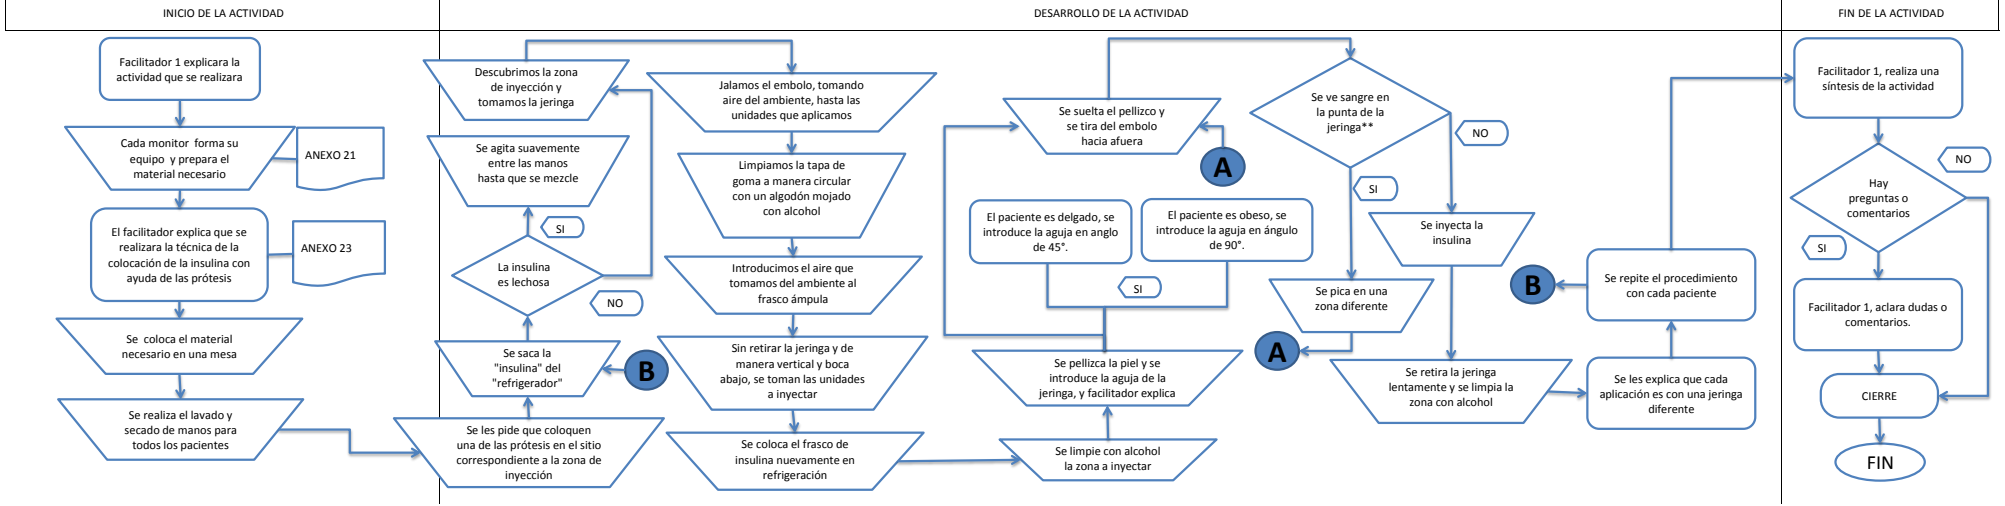 INICIO DE LA ACTIVIDAD
DESARROLLO DE LA ACTIVIDAD
FIN DE LA ACTIVIDAD
Facilitador 1 explicara la
actividad que se realizara
Cada monitor forma su
equipo y prepara el
material necesario
ANEXO 21
El facilitador explica que se
realizara la técnica de la
colocación de la insulina con
ayuda de las prótesis
ANEXO 23
Se coloca el material
necesario en una mesa
Se realiza el lavado y
secado de manos para
todos los pacientes
Se les pide que coloquen
una de las prótesis en el sitio
correspondiente a la zona de
inyección
Se saca la
"insulina" del
"refrigerador"
B
La insulina
es lechosa
NO
SI
Se agita suavemente
entre las manos
hasta que se mezcle
Descubrimos la zona
de inyección y
tomamos la jeringa
Jalamos el embolo, tomando
aire del ambiente, hasta las
unidades que aplicamos
Limpiamos la tapa de
goma a manera circular
con un algodón mojado
con alcohol
Introducimos el aire que
tomamos del ambiente al
frasco ámpula
Sin retirar la jeringa y de
manera vertical y boca
abajo, se toman las unidades
a inyectar
Se coloca el frasco de
insulina nuevamente en
refrigeración
Se limpie con alcohol
la zona a inyectar
Se pellizca la piel y se
introduce la aguja de la
jeringa, y facilitador explica
SI
El paciente es delgado, se
introduce la aguja en anglo
de 45°.
El paciente es obeso, se
introduce la aguja en ángulo
de 90°.
Se suelta el pellizco y
se tira del embolo
hacia afuera
A
Se ve sangre en
la punta de la
jeringa**
NO
SI
Se pica en una
zona diferente
A
Se inyecta la
insulina
Se retira la jeringa
lentamente y se limpia la
zona con alcohol
Se les explica que cada
aplicación es con una jeringa
diferente
Se repite el procedimiento
con cada paciente
B
Facilitador 1, realiza una
síntesis de la actividad
Hay
preguntas o
comentarios
NO
SI
Facilitador 1, aclara dudas o
comentarios.
CIERRE
FIN